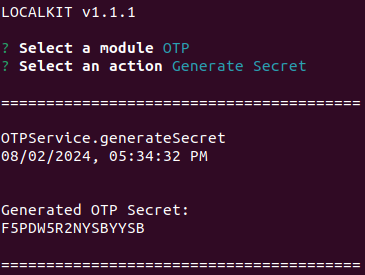 LOCALKIT v1.1.1
? Select a module OTP
? Select an action Generate Secret
========================================
OTPService.generateSecret
08/02/2024, 05:34:32 PM
Generated OTP Secret:
F5PDW5R2NYSBYYSB
========================================